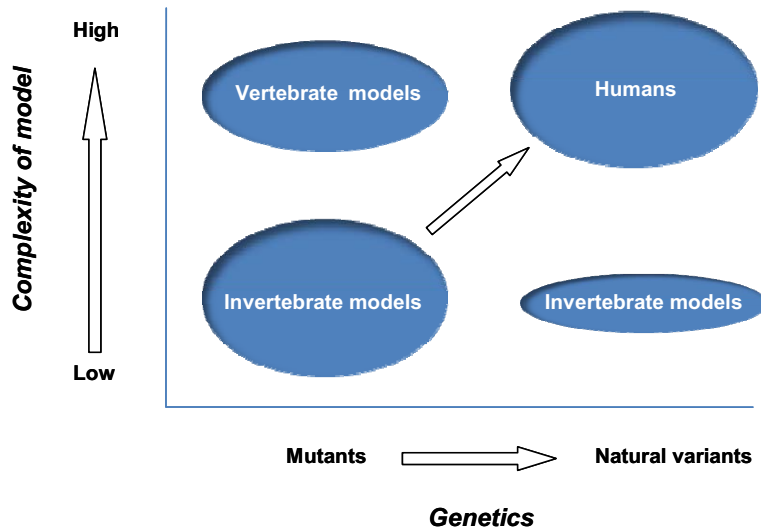 High
Complexity of model
Low
Vertebrate models
Humans
Invertebrate models
Invertebrate models
Mutants
Natural variants
Genetics